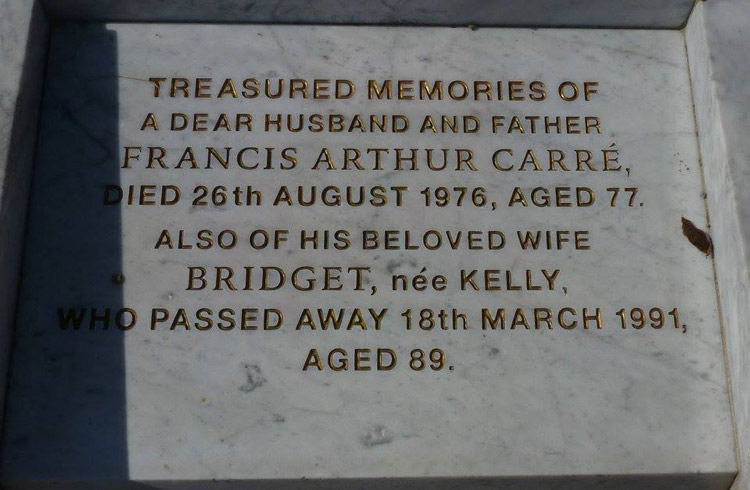 TREASURED MEMORIES OF
A DEAR HUSBAND AND FATHER
FRANCIS ARTHUR CARRÉ,
DIED 26th AUGUST 1976, AGED 77.
ALSO OF HIS BELOVED WIFE
BRIDGET, née KELLY,
WHO PASSED AWAY 18th MARCH 1991,
AGED 89.